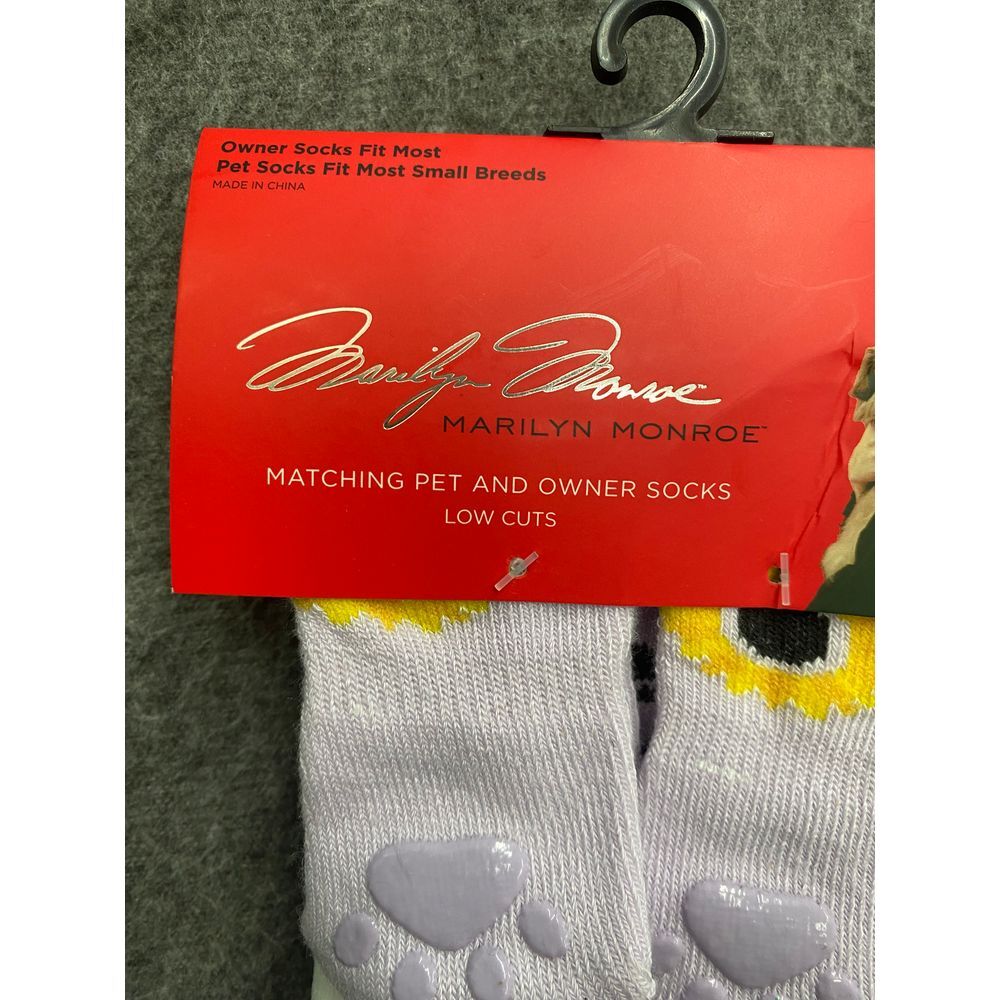 Owner Socks Fit Most
Pet Socks Fit Most Small Breeds
MADE IN CHINA
Marilyn Monroe™
MARILYN MONROE™
MATCHING PET AND OWNER SOCKS
LOW CUTS